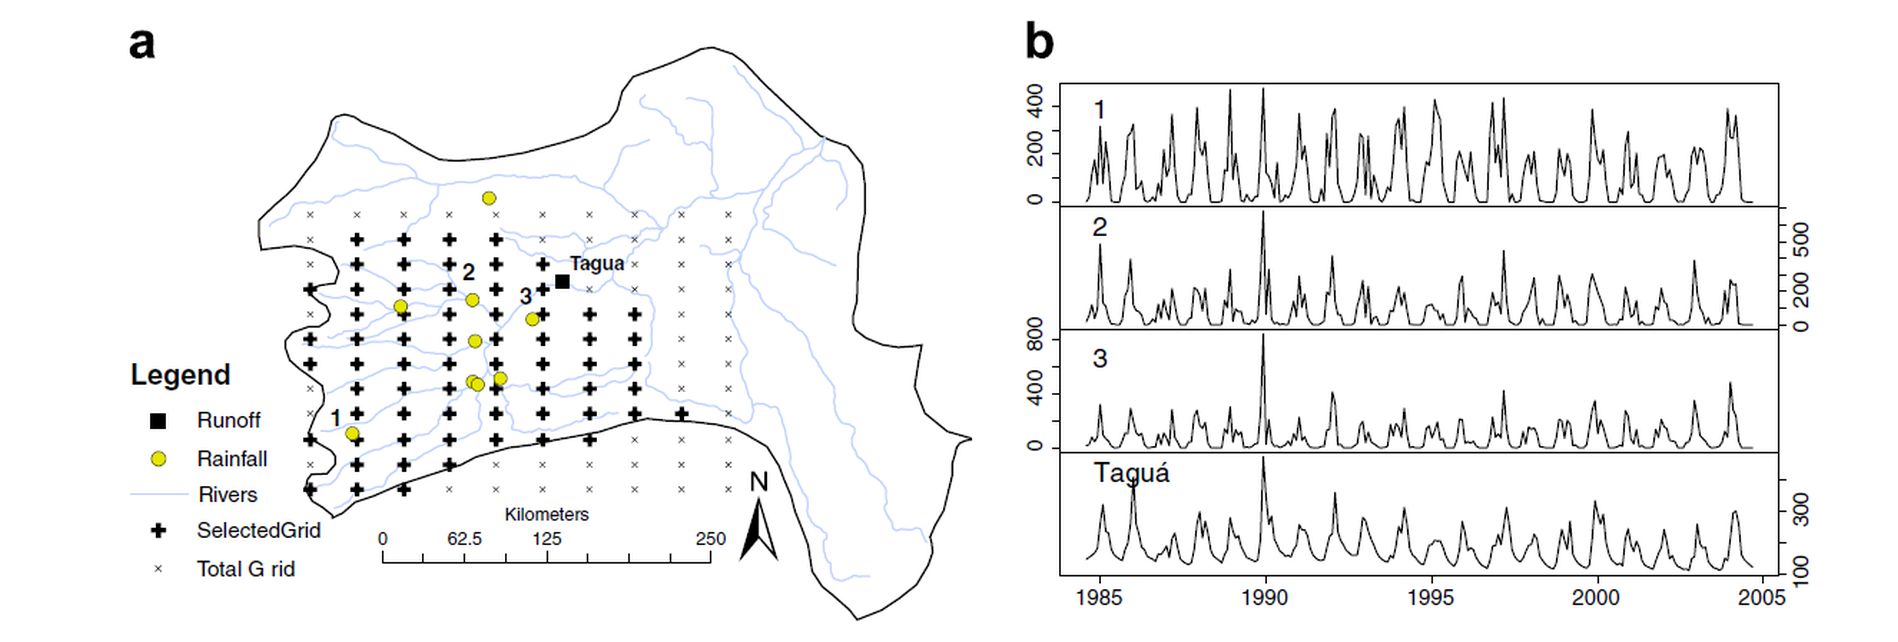 a
2
Tagua
3
1
Legend
Runoff
Rainfall
Rivers
SelectedGrid
Total G rid
Kilometers
0 62.5 125 250
N
b
1
0 200 400
2
0 200 500
3
0 400 800
Taguá
100 300
1985 1990 1995 2000 2005